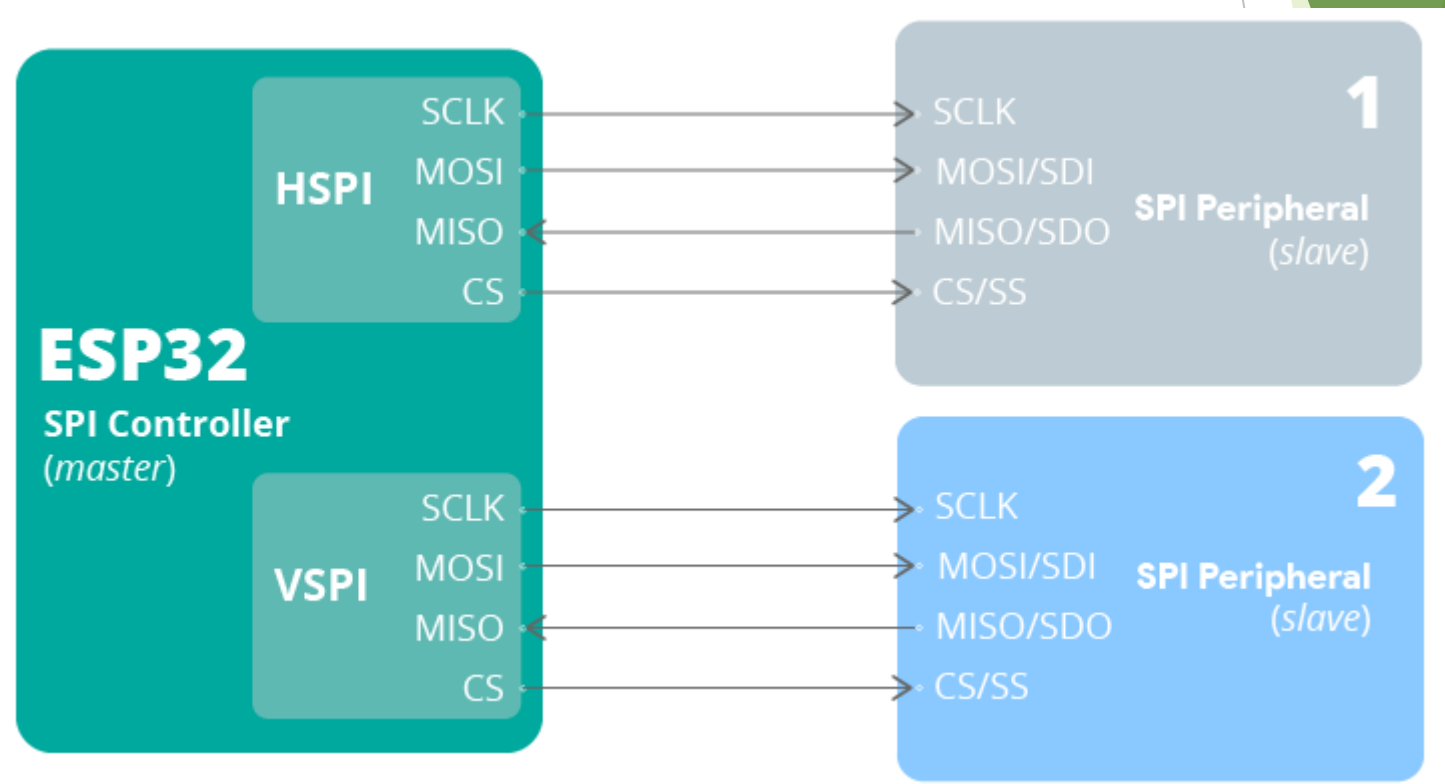 ESP32
SPI Controller
(master)
HSPI
SCLK
MOSI
MISO
CS
VSPI
SCLK
MOSI
MISO
CS
1
SPI Peripheral
(slave)
SCLK
MOSI/SDI
MISO/SDO
CS/SS
2
SPI Peripheral
(slave)
SCLK
MOSI/SDI
MISO/SDO
CS/SS